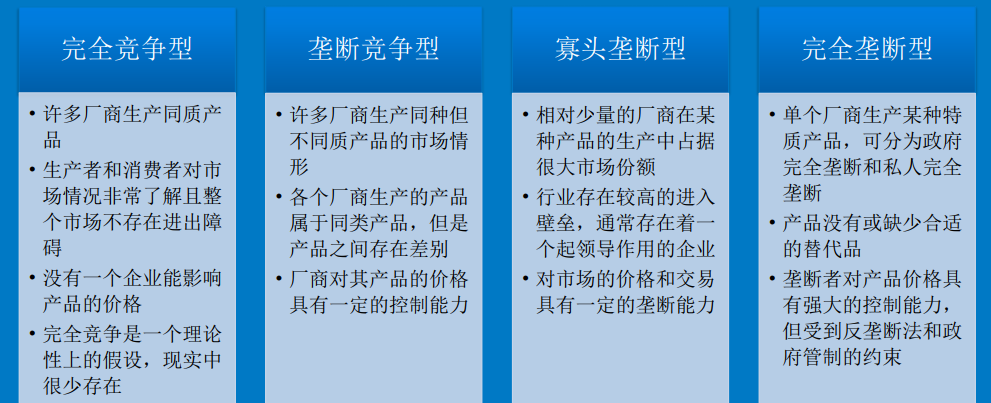 完全竞争型
• 许多厂商生产同质产
品
• 生产者和消费者对市
场情况非常了解且整
个市场不存在进出障
碍
• 没有一个企业能影响
产品的价格
• 完全竞争是一个理论
性上的假设，现实中
很少存在
垄断竞争型
• 许多厂商生产同种但
不同质产品的市场情
形
• 各个厂商生产的产品
属于同类产品，但是
产品之间存在差别
• 厂商对其产品的价格
具有一定的控制能力
寡头垄断型
• 相对少量的厂商在某
种产品的生产中占据
很大市场份额
• 行业存在较高的进入
壁垒，通常存在着一
个起领导作用的企业
• 对市场的价格和交易
具有一定的垄断能力
完全垄断型
• 单个厂商生产某种特
质产品，可分为政府
完全垄断和私人完全
垄断
• 产品没有或缺少合适
的替代品
• 垄断者对产品价格具
有强大的控制能力，
但受到反垄断法和政
府管制的约束